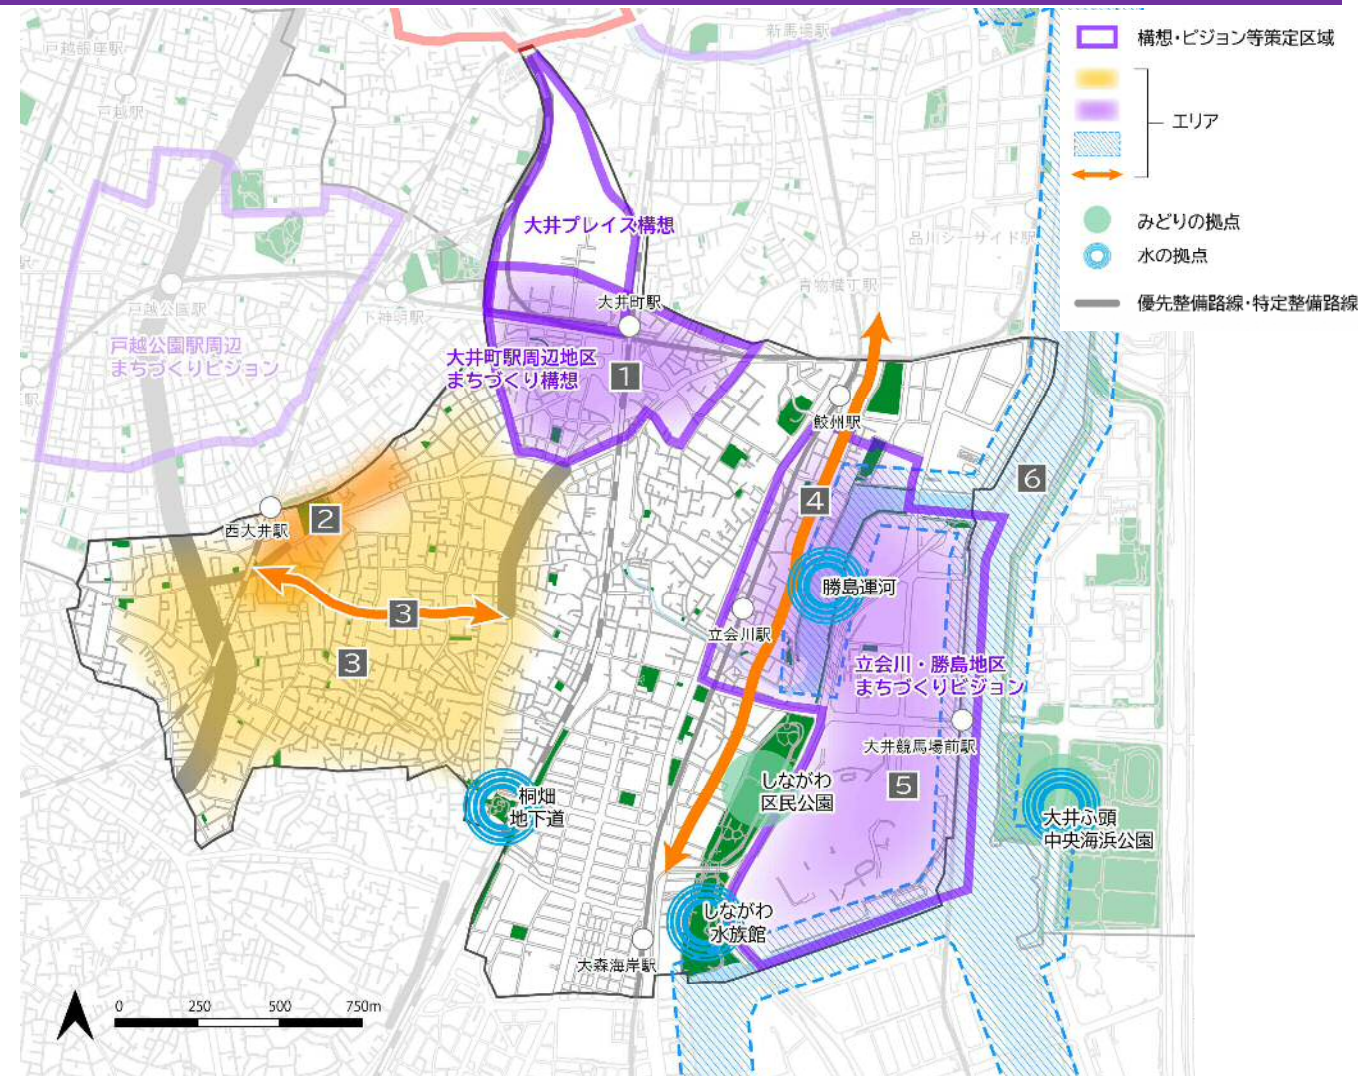 戸越銀座駅
新馬場駅
構想・ビジョン等策定区域
戸越駅
エリア
みどりの拠点
大井プレイス構想
品川シーサイド駅
水の拠点
青物横丁駅
大井町駅
優先整備路線・特定整備路線
戸越公園駅
下神明駅
戸越公園駅周辺
まちづくりビジョン
大井町駅周辺地区
まちづくり構想
1
鮫州駅
6
4
2
西大井駅
勝島運河
3
立会川駅
3
立会川・勝島地区
まちづくりビジョン
大井競馬場前駅
しながわ
区民公園
5
桐畑
地下道
大井ふ頭
中央海浜公園
しながわ
水族館
大森海岸駅
0 250 500 750m